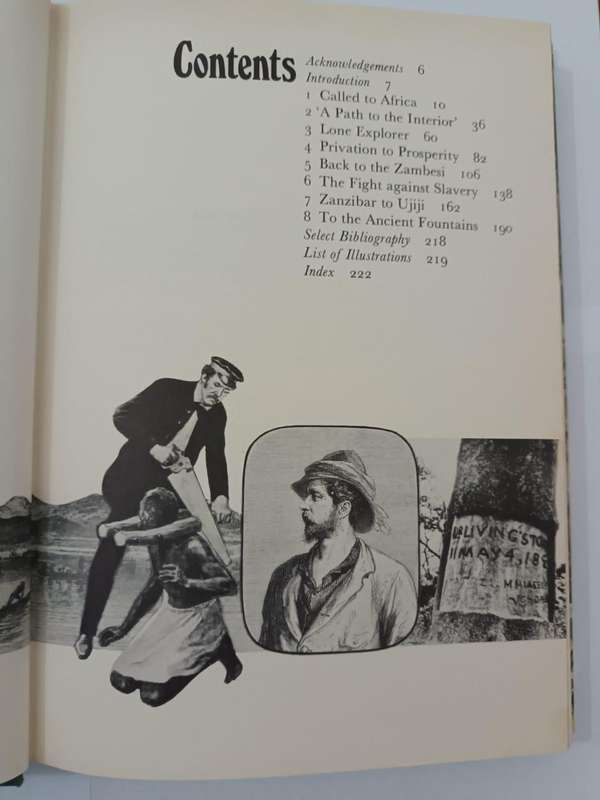 Contents
Acknowledgements 6
Introduction 7
1 Called to Africa 10
2 'A Path to the Interior' 36
3 Lone Explorer 60
4 Privation to Prosperity 82
5 Back to the Zambesi 106
6 The Fight against Slavery 138
7 Zanzibar to Ujiji 162
8 To the Ancient Fountains 190
Select Bibliography 218
List of Illustrations 219
Index 222
MAY 4,